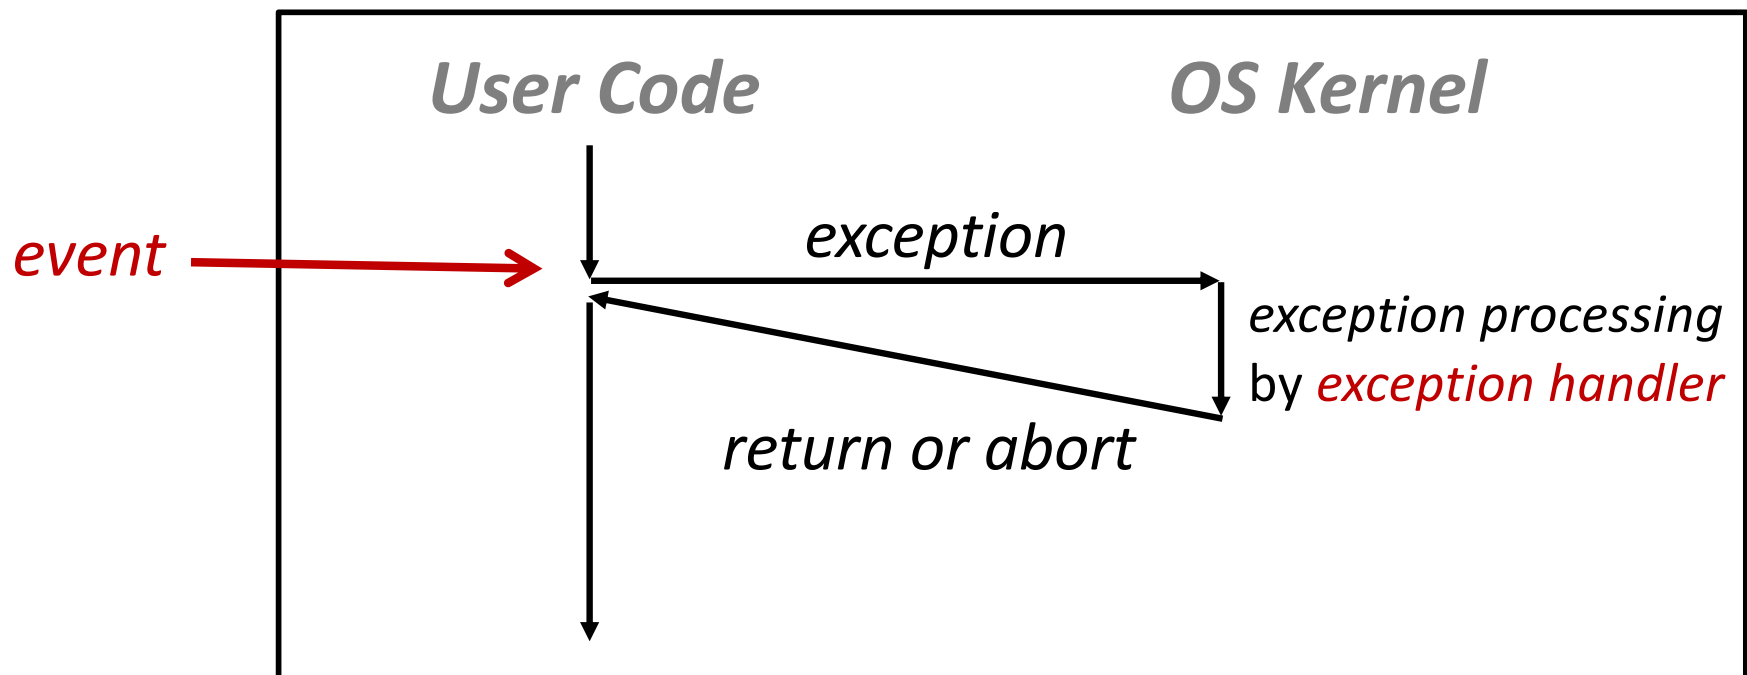 User Code
OS Kernel
event
exception
exception processing
by exception handler
return or abort